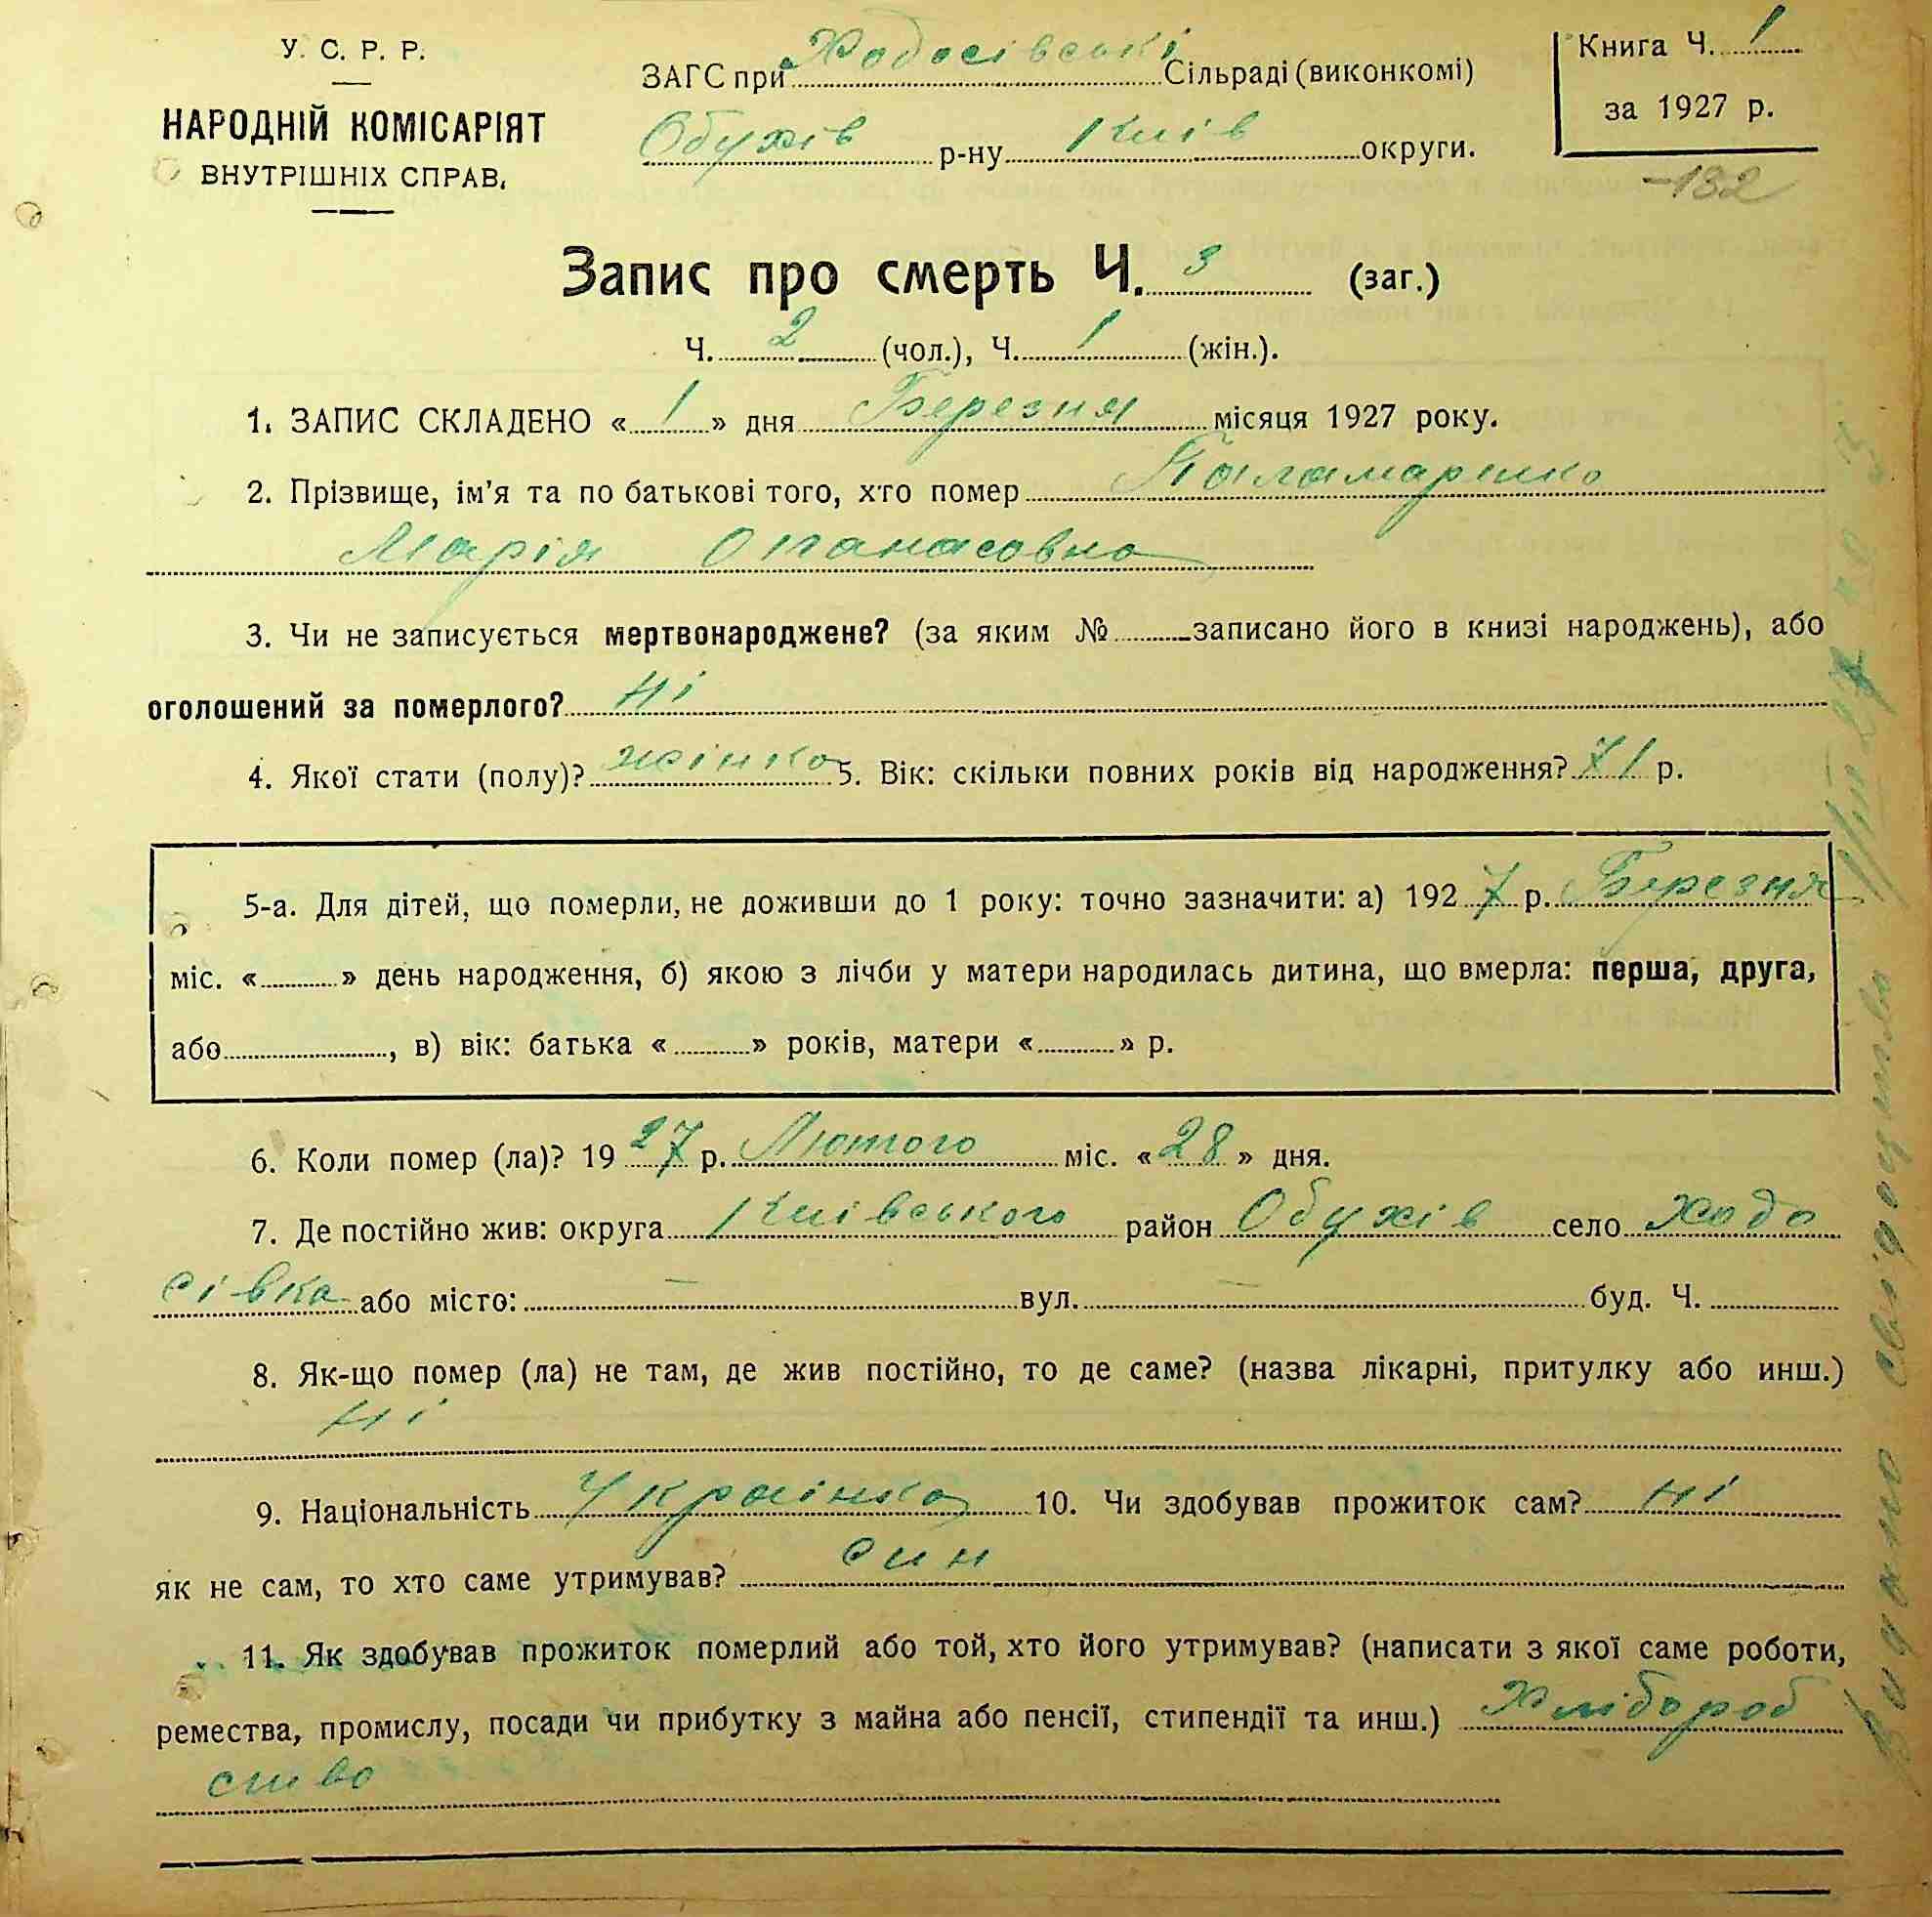 У. С. Р. Р.
НАРОДНІЙ КОМІСАРІЯТ
ВНУТРІШНІХ СПРАВ.
ЗАГС при Ходосівські Сільраді (виконкомі)
Обухів р-ну Київ округи.
Книга Ч. 1
за 1927 р.
-132
Запис про смерть Ч. 3 (заг.)
Ч. 2 (чол.), Ч. 1 (жін.).
1. ЗАПИС СКЛАДЕНО « 1 » дня Березня місяця 1927 року.
2. Прізвище, ім'я та по батькові того, хто помер Паламаренко
Марія Опанасовна
3. Чи не записується мертвонароджене? (за яким № записано його в книзі народжень), або
оголошений за померлого? Ні
4. Якої стати (полу)? жінка 5. Вік: скільки повних років від народження? 71 р.
5-а. Для дітей, що померли, не доживши до 1 року: точно зазначити: а) 1927 р. Березня
міс. « » день народження, б) якою з лічби у матери народилась дитина, що вмерла: перша, друга,
або , в) вік: батька « » років, матери « » р.
6. Коли помер (ла)? 1927 р. Лютого міс. « 28 » дня.
7. Де постійно жив: округа Київського район Обухів село Ходо
сівка або місто: — вул. — буд. Ч.
8. Як-що помер (ла) не там, де жив постійно, то де саме? (назва лікарні, притулку або инш.)
Ні
9. Національність Українка 10. Чи здобував прожиток сам? Ні
як не сам, то хто саме утримував? син
11. Як здобував прожиток померлий або той, хто його утримував? (написати з якої саме роботи,
ремества, промислу, посади чи прибутку з майна або пенсії, стипендії та инш.) Хлібороб
ство